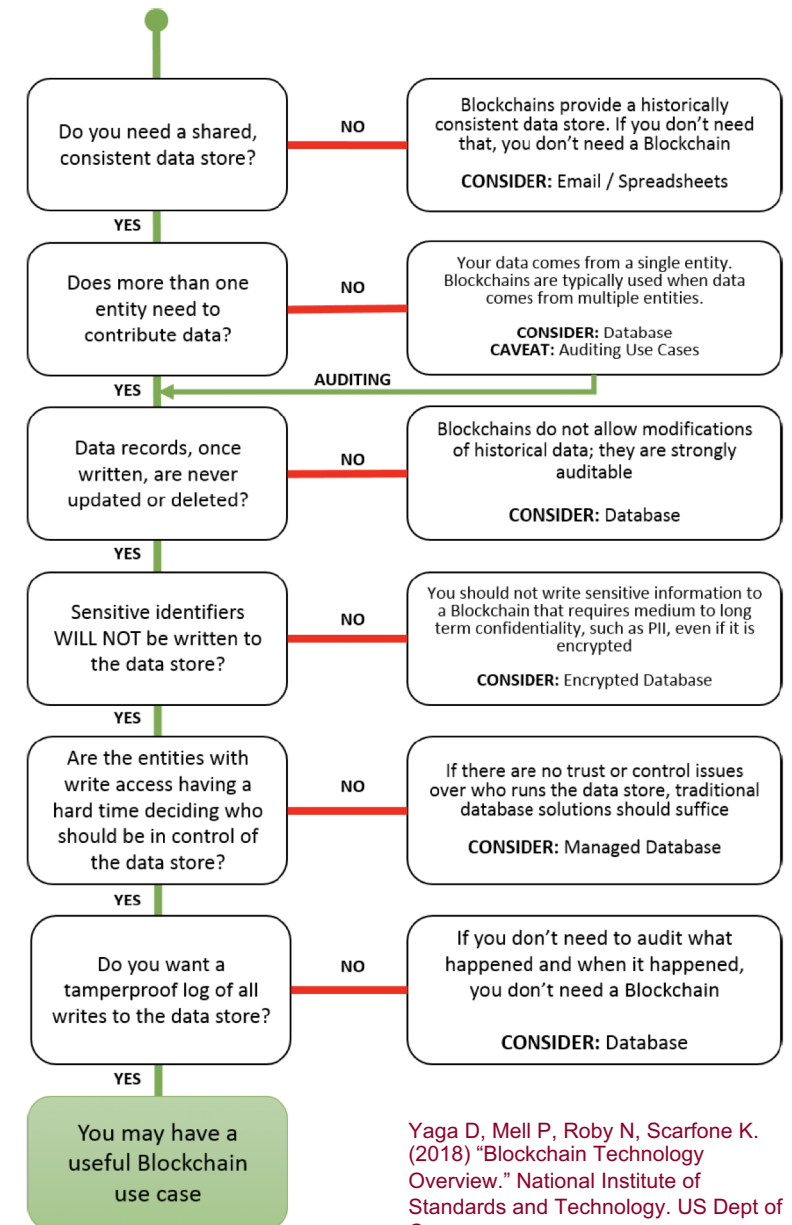 Do you need a shared,
consistent data store?
NO
Blockchains provide a historically
consistent data store. If you don't need
that, you don't need a Blockchain
CONSIDER: Email / Spreadsheets
YES
Does more than one
entity need to
contribute data?
NO
Your data comes from a single entity.
Blockchains are typically used when data
comes from multiple entities.
CONSIDER: Database
CAVEAT: Auditing Use Cases
AUDITING
YES
Data records, once
written, are never
updated or deleted?
NO
Blockchains do not allow modifications
of historical data; they are strongly
auditable
CONSIDER: Database
YES
Sensitive identifiers
WILL NOT be written to
the data store?
NO
You should not write sensitive information to
a Blockchain that requires medium to long
term confidentiality, such as PII, even if it is
encrypted
CONSIDER: Encrypted Database
YES
Are the entities with
write access having a
hard time deciding who
should be in control of
the data store?
NO
If there are no trust or control issues
over who runs the data store, traditional
database solutions should suffice
CONSIDER: Managed Database
YES
Do you want a
tamperproof log of all
writes to the data store?
NO
If you don't need to audit what
happened and when it happened,
you don't need a Blockchain
CONSIDER: Database
YES
You may have a
useful Blockchain
use case
Yaga D, Mell P, Roby N, Scarfone K.
(2018) "Blockchain Technology
Overview." National Institute of
Standards and Technology. US Dept of